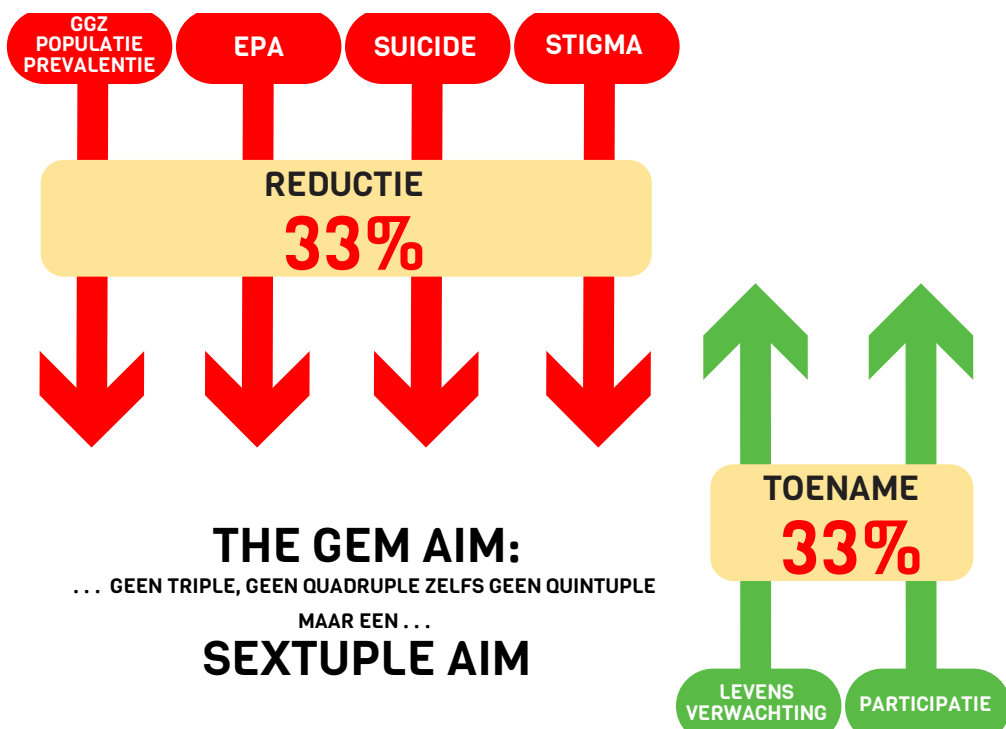 GGZ
POPULATIE
PREVALENTIE
EPA
SUICIDE
STIGMA
REDUCTIE
33%
TOENAME
33%
THE GEM AIM:
... GEEN TRIPLE, GEEN QUADRUPLE ZELFS GEEN QUINTUPLE
MAAR EEN ...
SEXTUPLE AIM
LEVENS
VERWACHTING
PARTICIPATIE